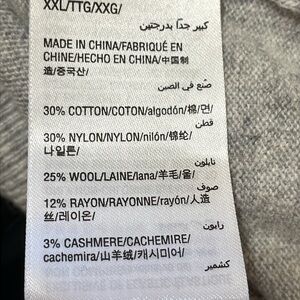 XXL/TTG/XXG/
كبير جداً بدرجتين
MADE IN CHINA/FABRIQUÉ EN
CHINE/HECHO EN CHINA/中国制
造/중국산/
صنع في الصين
30% COTTON/COTON/algodón/棉/면/
قطن
30% NYLON/NYLON/nilón/锦纶/
나일론/
نايلون
25% WOOL/LAINE/lana/羊毛/울/
صوف
12% RAYON/RAYONNE/rayón/人造
丝/레이온/
رايون
3% CASHMERE/CACHEMIRE/
cachemira/山羊绒/캐시미어/
كشمير